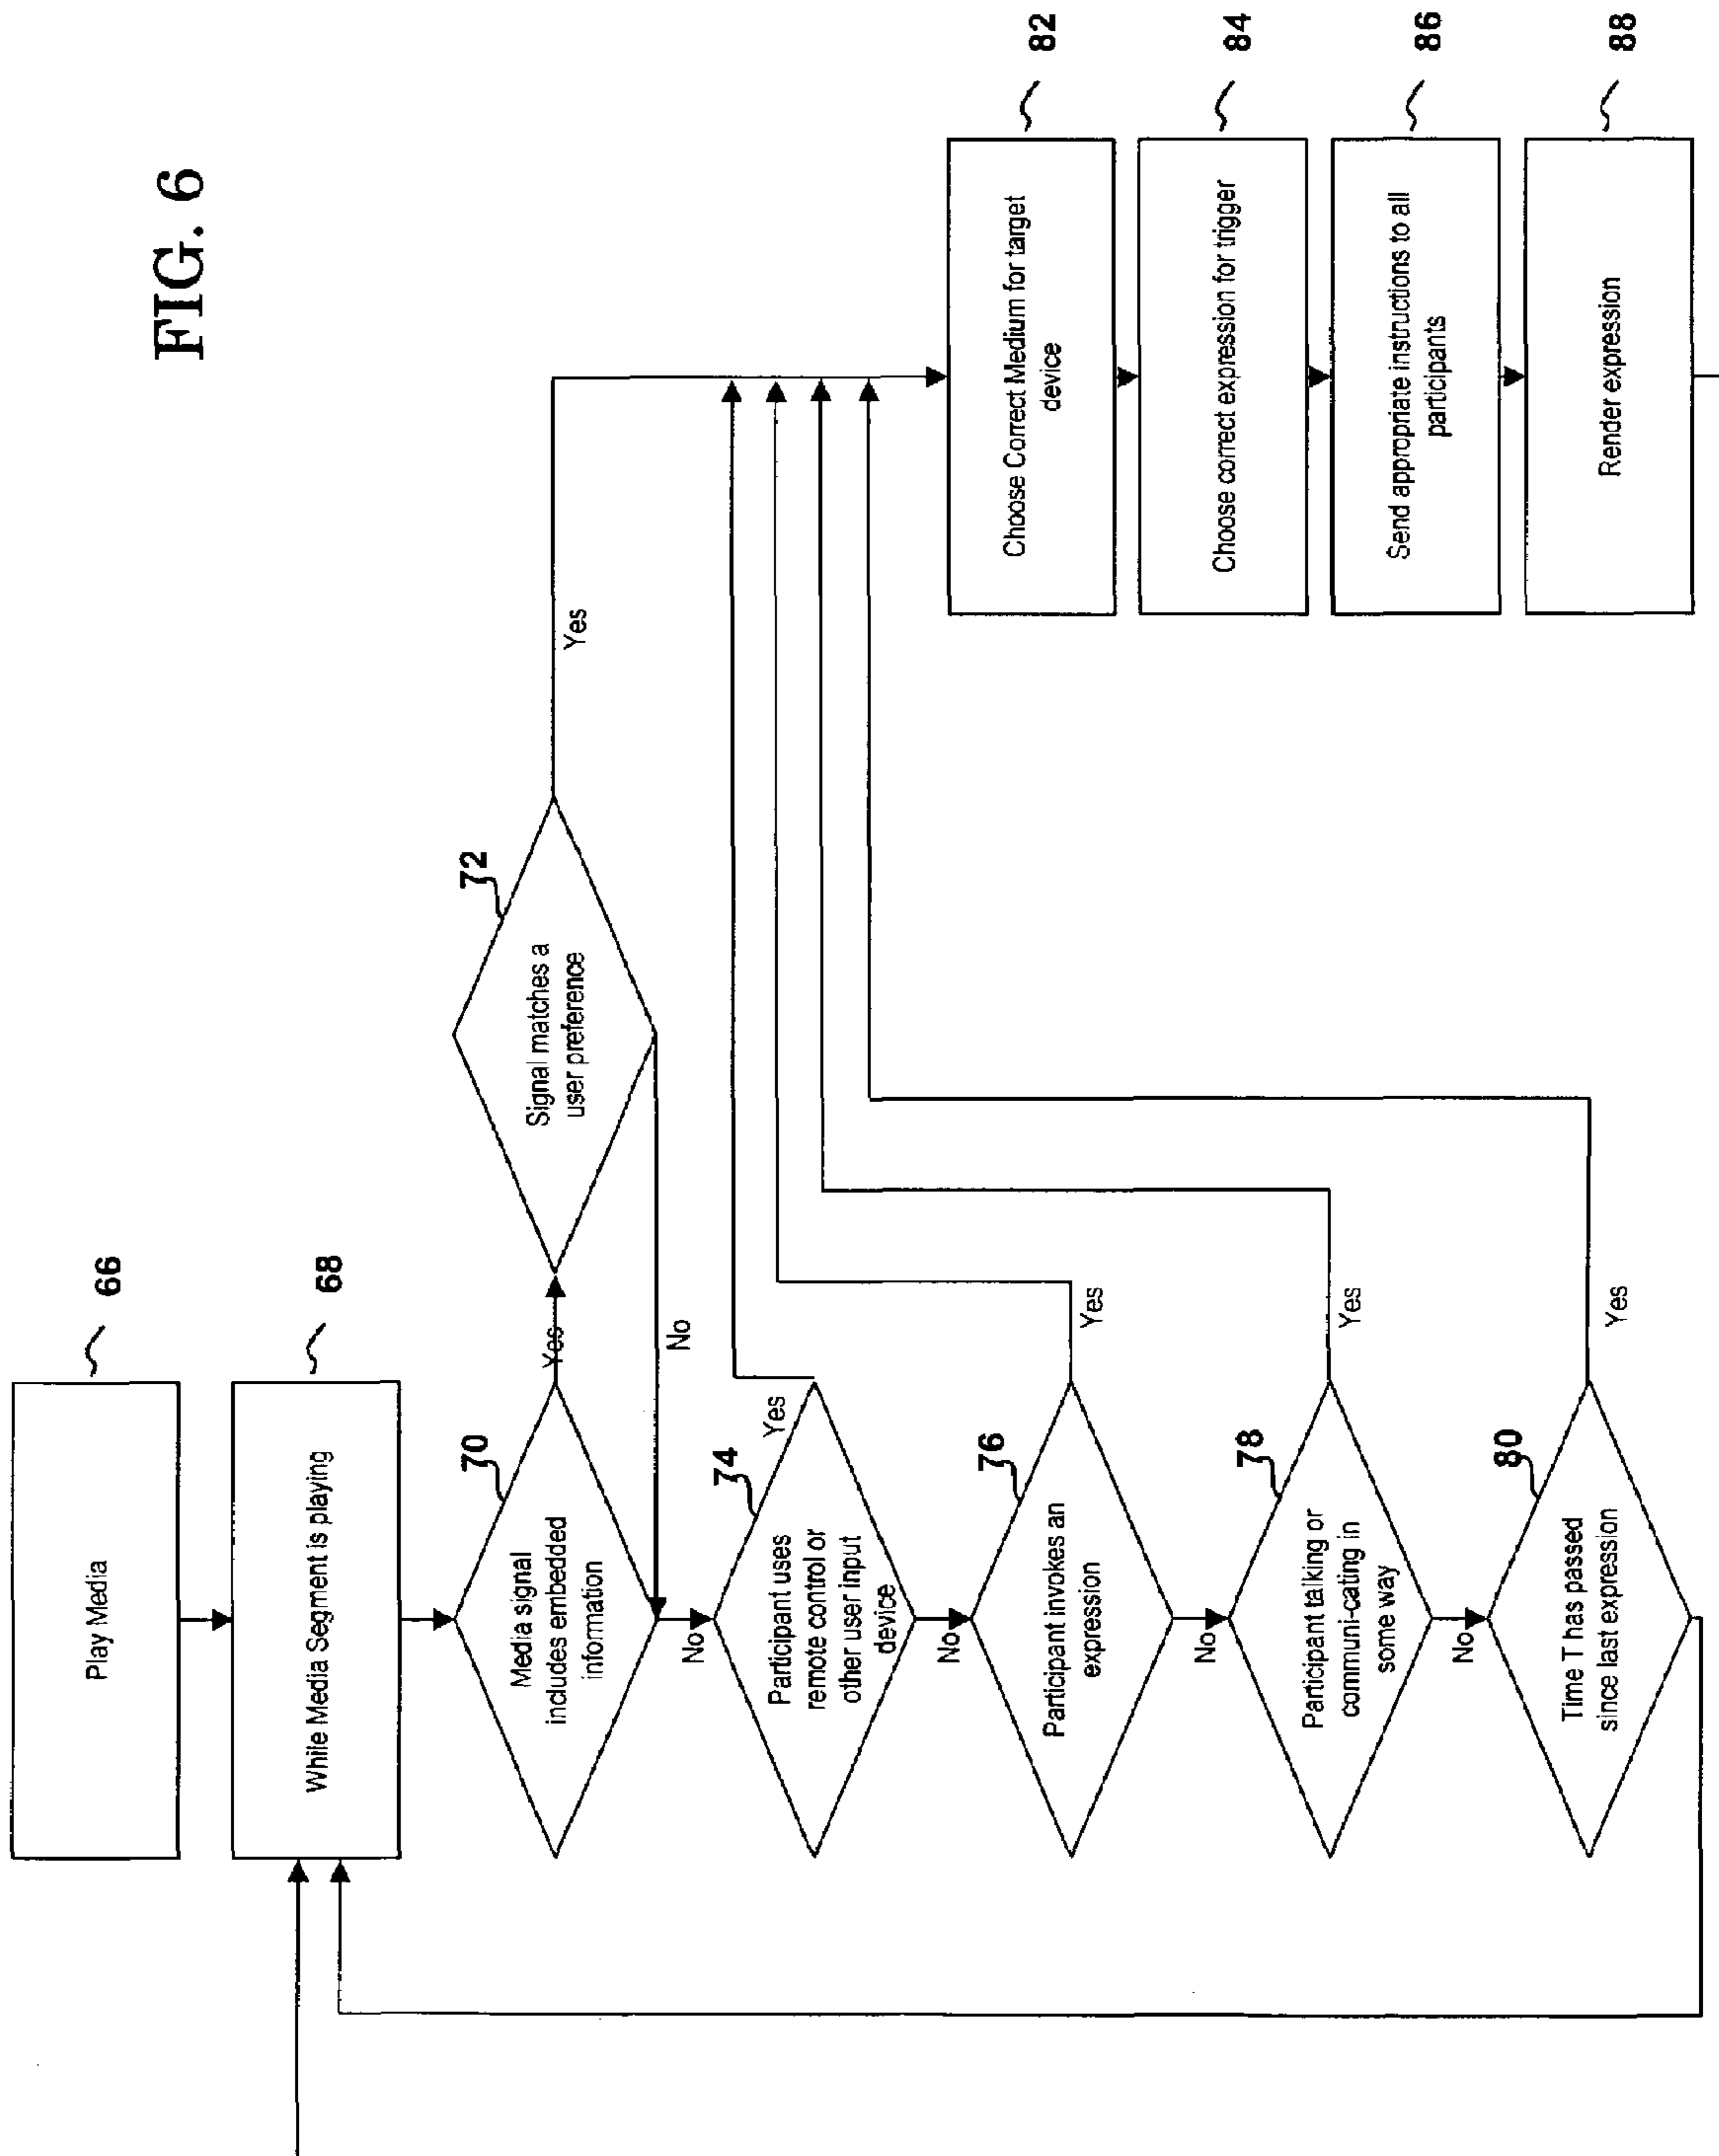 FIG. 6
Play Media
66
While Media Segment is playing
68
70
Media signal
includes embedded
information
Yes
72
Signal matches a
user preference
Yes
No
No
74
Participant uses
remote control or
other user input
device
Yes
No
76
Participant invokes an
expression
Yes
No
78
Participant talking or
communi-cating in
some way
Yes
No
80
Time T has passed
since last expression
Yes
Choose Correct Medium for target
device
82
Choose correct expression for trigger
84
Send appropriate instructions to all
participants
86
Render expression
88